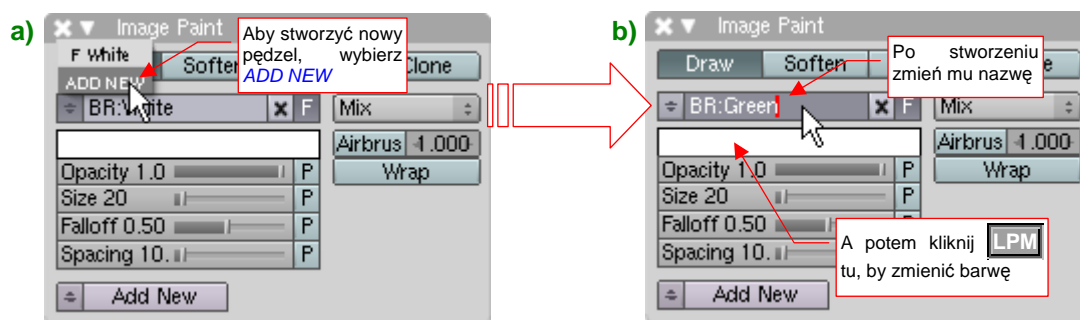 a)
Image Paint
F White
ADD NEW
Soften
Clone
Aby stworzyć nowy
pędzel, wybierz
ADD NEW
BR:White
F
Mix
Airbrus 1.000
Opacity 1.0
P
Wrap
Size 20
P
Falloff 0.50
P
Spacing 10.
P
Add New
b)
Image Paint
Draw
Soften
e
Po stworzeniu
zmień mu nazwę
BR:Green
F
Mix
Airbrus 1.000
Opacity 1.0
P
Wrap
Size 20
P
Falloff 0.50
Spacing 10.
A potem kliknij LPM
tu, by zmienić barwę
Add New